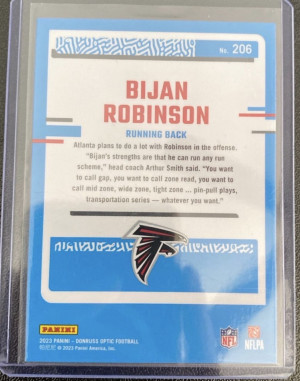 No. 206
BIJAN
ROBINSON
RUNNING BACK
Atlanta plans to do a lot with Robinson in the offense.
"Bijan's strengths are that he can run any run
scheme," head coach Arthur Smith said. "You want
to call gap, you want to call zone read, you want to
call mid zone, wide zone, tight zone ... pin-pull plays,
transportation series — whatever you want."
PANINI
2023 PANINI - DONRUSS OPTIC FOOTBALL
© 2023 Panini America, Inc.
NFL
NFLPA